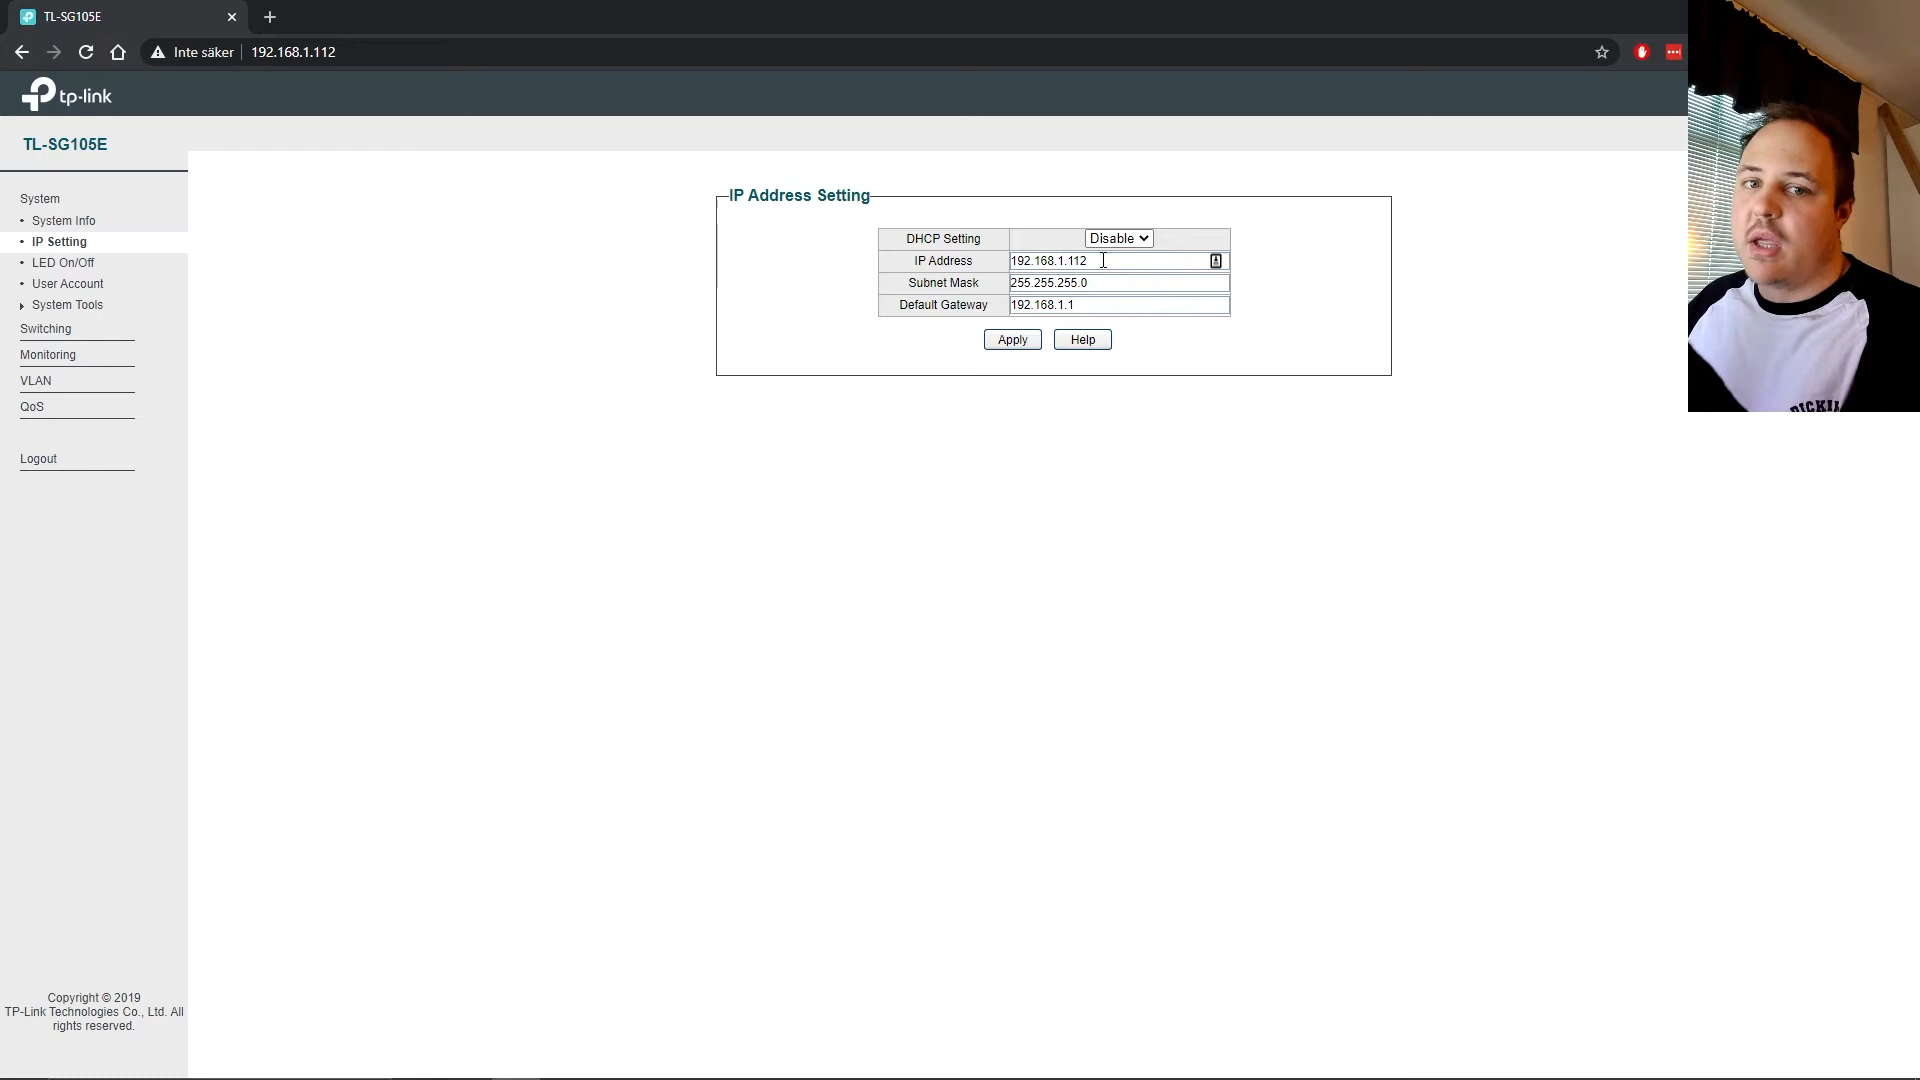 TL-SG105E
Inte säker
192.168.1.112
tp-link
TL-SG105E
System
System Info
IP Setting
LED On/Off
User Account
System Tools
Switching
Monitoring
VLAN
QoS
Logout
Copyright © 2019
TP-Link Technologies Co., Ltd. All
rights reserved.
IP Address Setting
DHCP Setting Disable
IP Address 192.168.1.112
Subnet Mask 255.255.255.0
Default Gateway 192.168.1.1
Apply Help